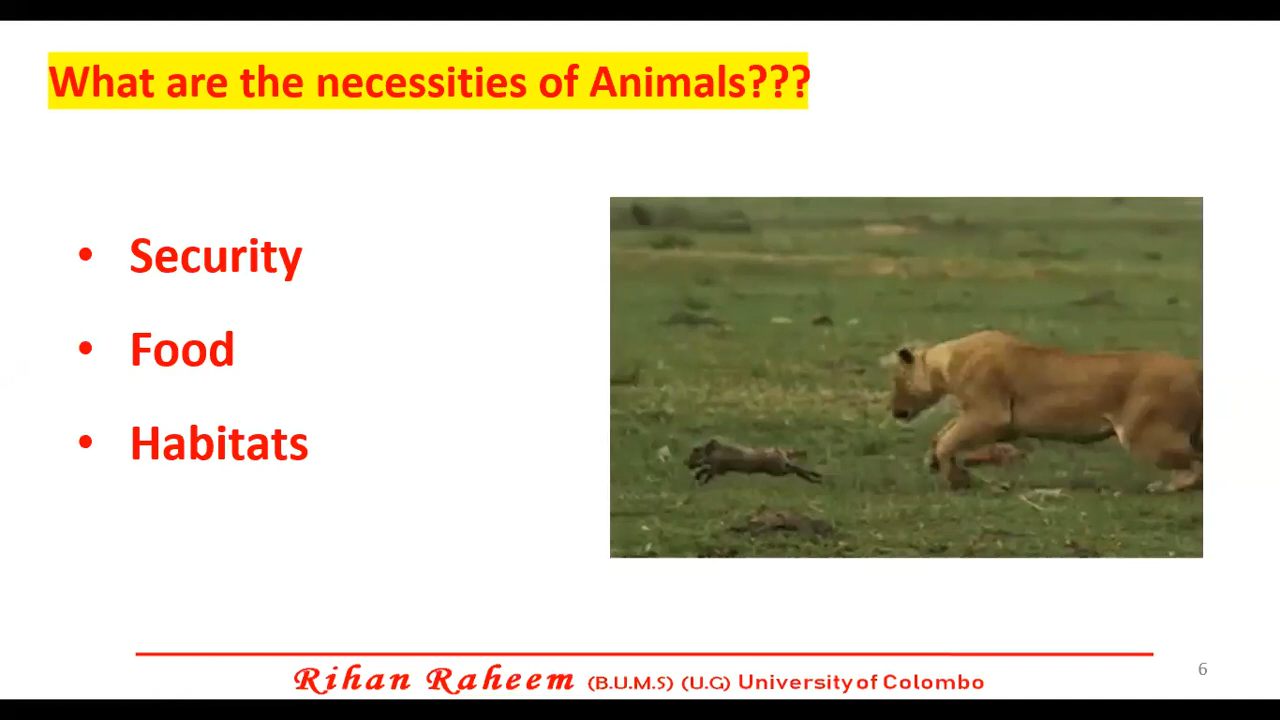 What are the necessities of Animals???
• Security
• Food
• Habitats
Rihan Raheem (B.U.M.S) (U.G) University of Colombo
6